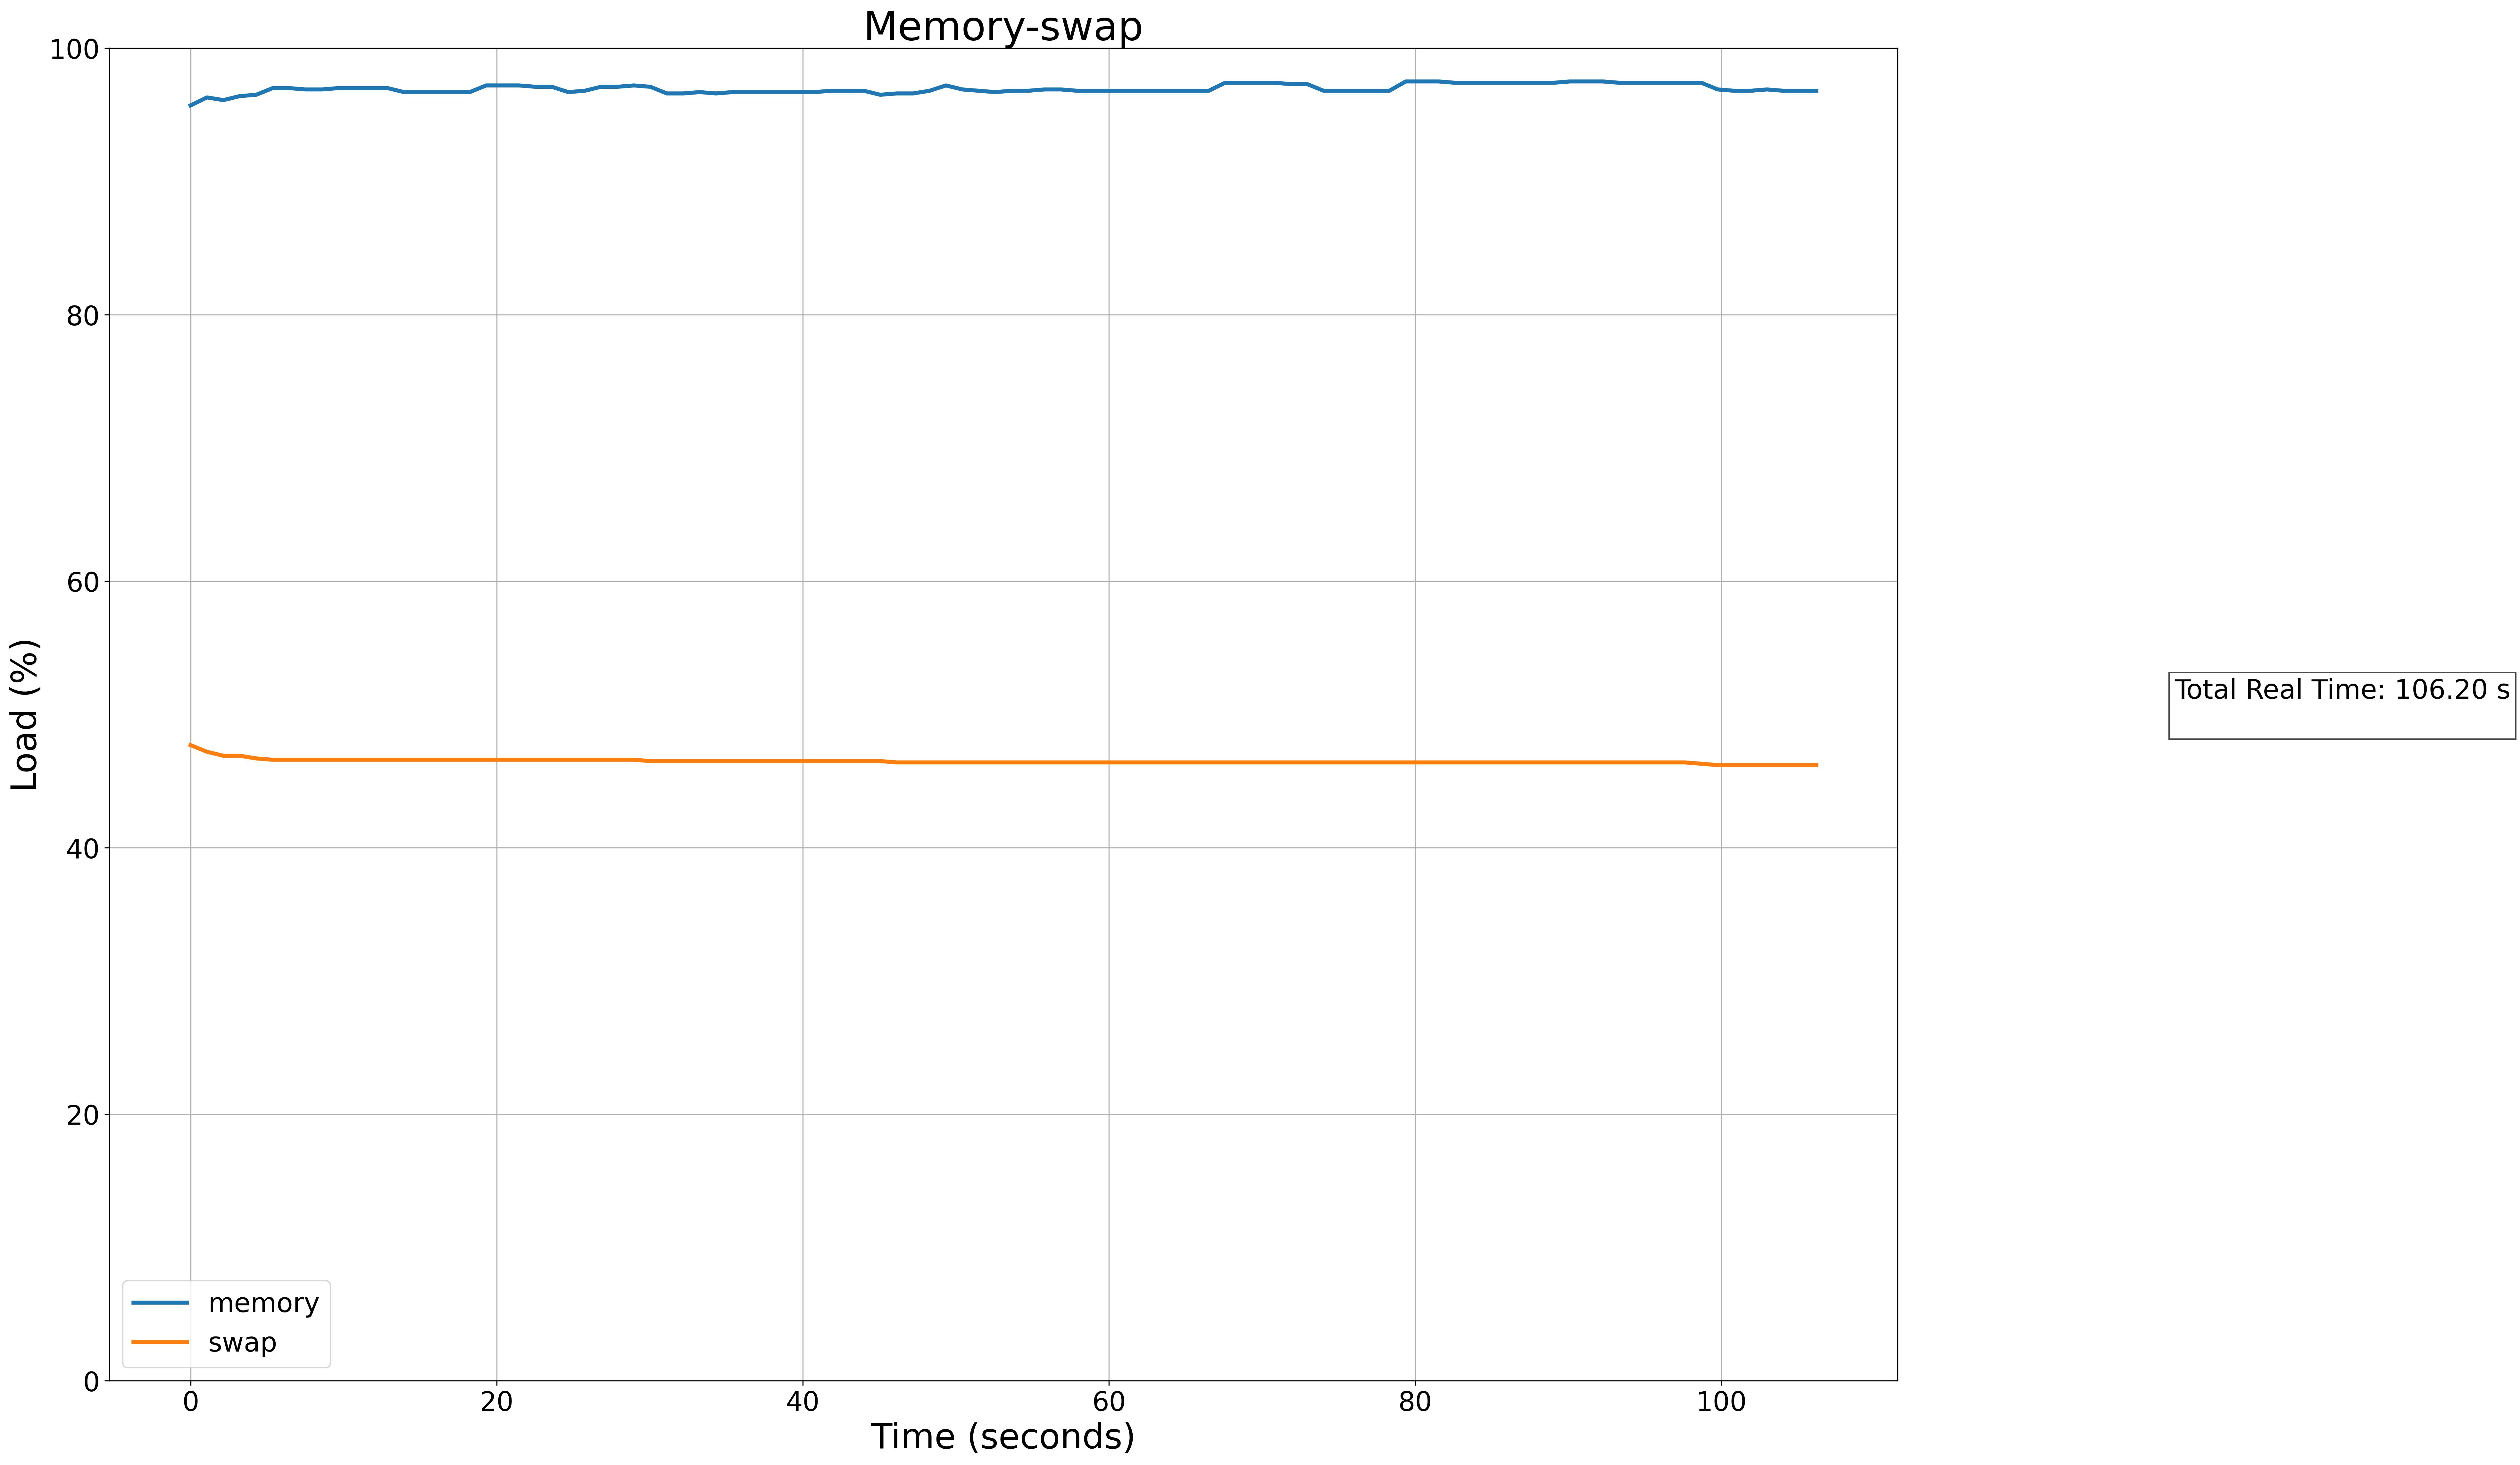 Memory-swap
100
80
60
40
20
0
Load (%)
0 20 40 60 80 100
Time (seconds)
memory
swap
Total Real Time: 106.20 s